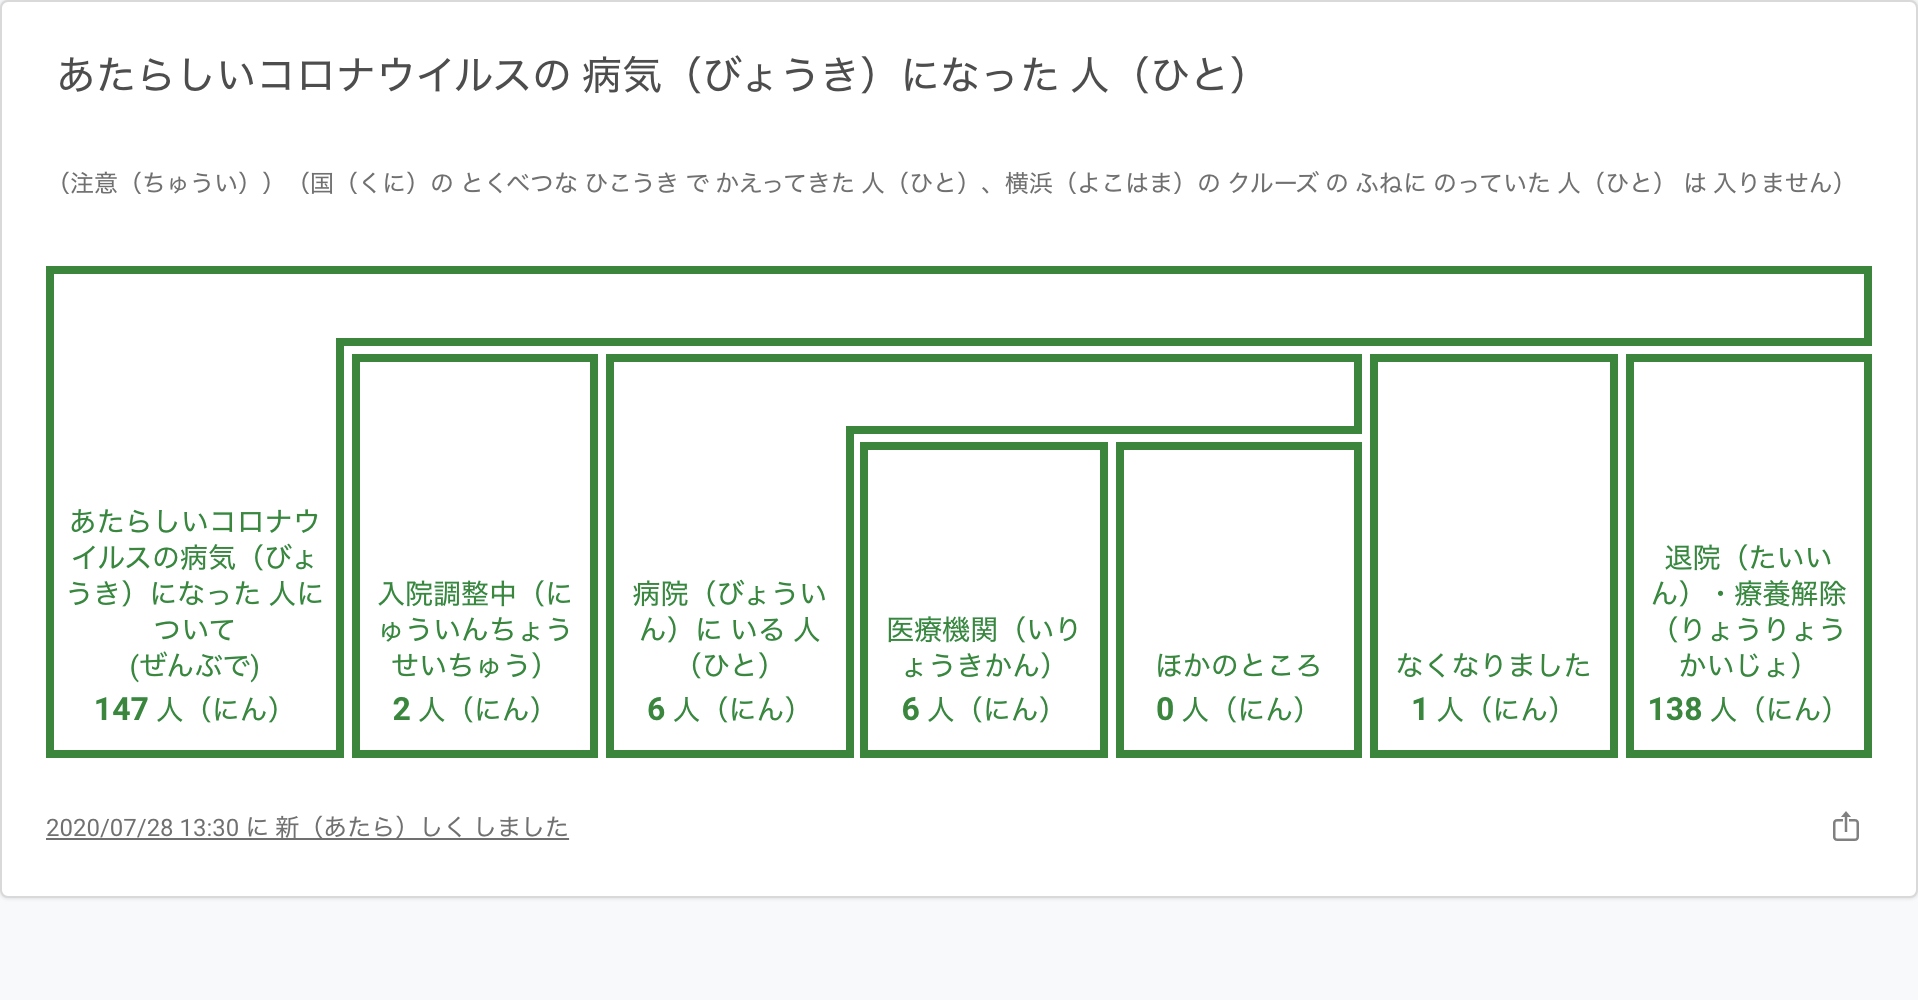 あたらしいコロナウイルスの 病気（びょうき）になった 人（ひと）
（注意（ちゅうい））（国（くに）の とくべつな ひこうき で かえってきた 人（ひと）、横浜（よこはま）の クルーズ の ふねに のっていた 人（ひと） は 入りません）
あたらしいコロナウ
イルスの病気（びょ
うき）になった 人に
ついて
(ぜんぶで)
147 人（にん）
入院調整中（に
ゅういんちょう
せいちゅう）
2 人（にん）
病院（びょうい
ん）に いる 人
（ひと）
6 人（にん）
医療機関（いり
ょうきかん）
6 人（にん）
ほかのところ
0 人（にん）
なくなりました
1 人（にん）
退院（たいい
ん）・療養解除
（りょうりょう
かいじょ）
138 人（にん）
2020/07/28 13:30 に 新（あたら）しく しました